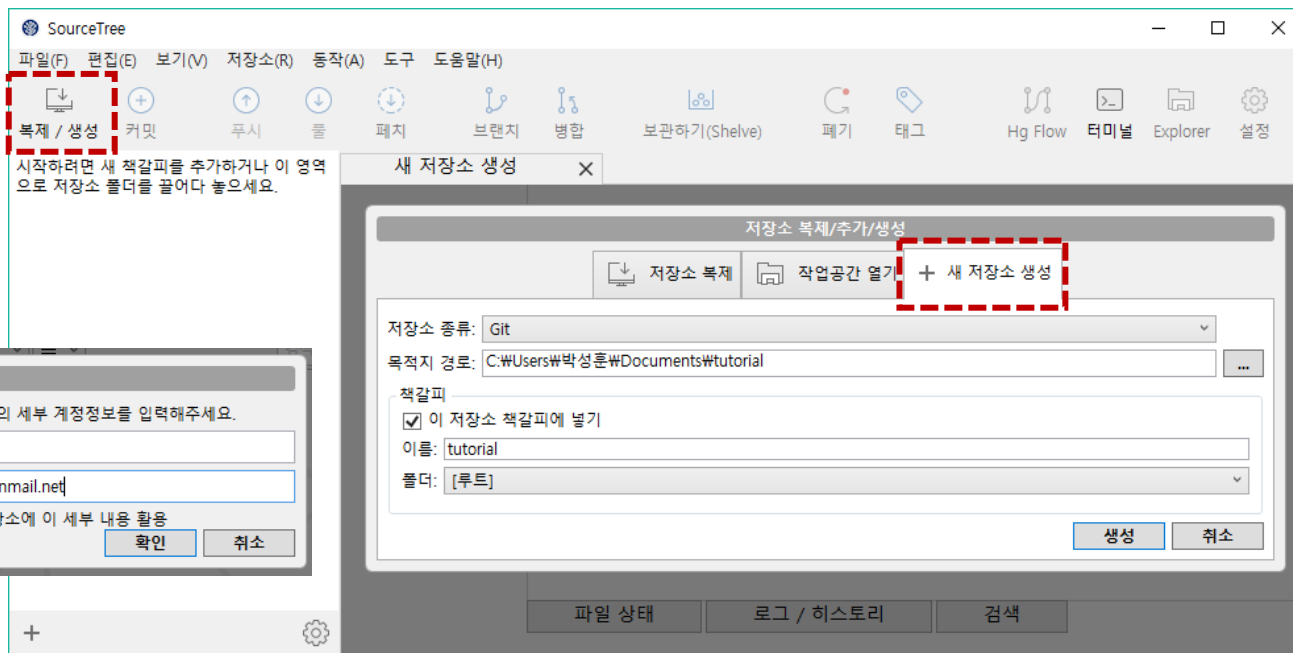 SourceTree
파일(F) 편집(E) 보기(V) 저장소(R) 동작(A) 도구 도움말(H)
복제 / 생성 커밋 푸시 풀 패치 브랜치 병합 보관하기(Shelve) 폐기 태그 Hg Flow 터미널 Explorer 설정
시작하려면 새 책갈피를 추가하거나 이 영역
으로 저장소 폴더를 끌어다 놓으세요.
새 저장소 생성
저장소 복제/추가/생성
저장소 복제 작업공간 열기 + 새 저장소 생성
저장소 종류: Git
목적지 경로: C:₩Users₩박성훈₩Documents₩tutorial ...
책갈피
이 저장소 책갈피에 넣기
이름: tutorial
폴더: [루트]
생성 취소
의 세부 계정정보를 입력해주세요.
nmail.net
장소에 이 세부 내용 활용
확인 취소
파일 상태 로그 / 히스토리 검색